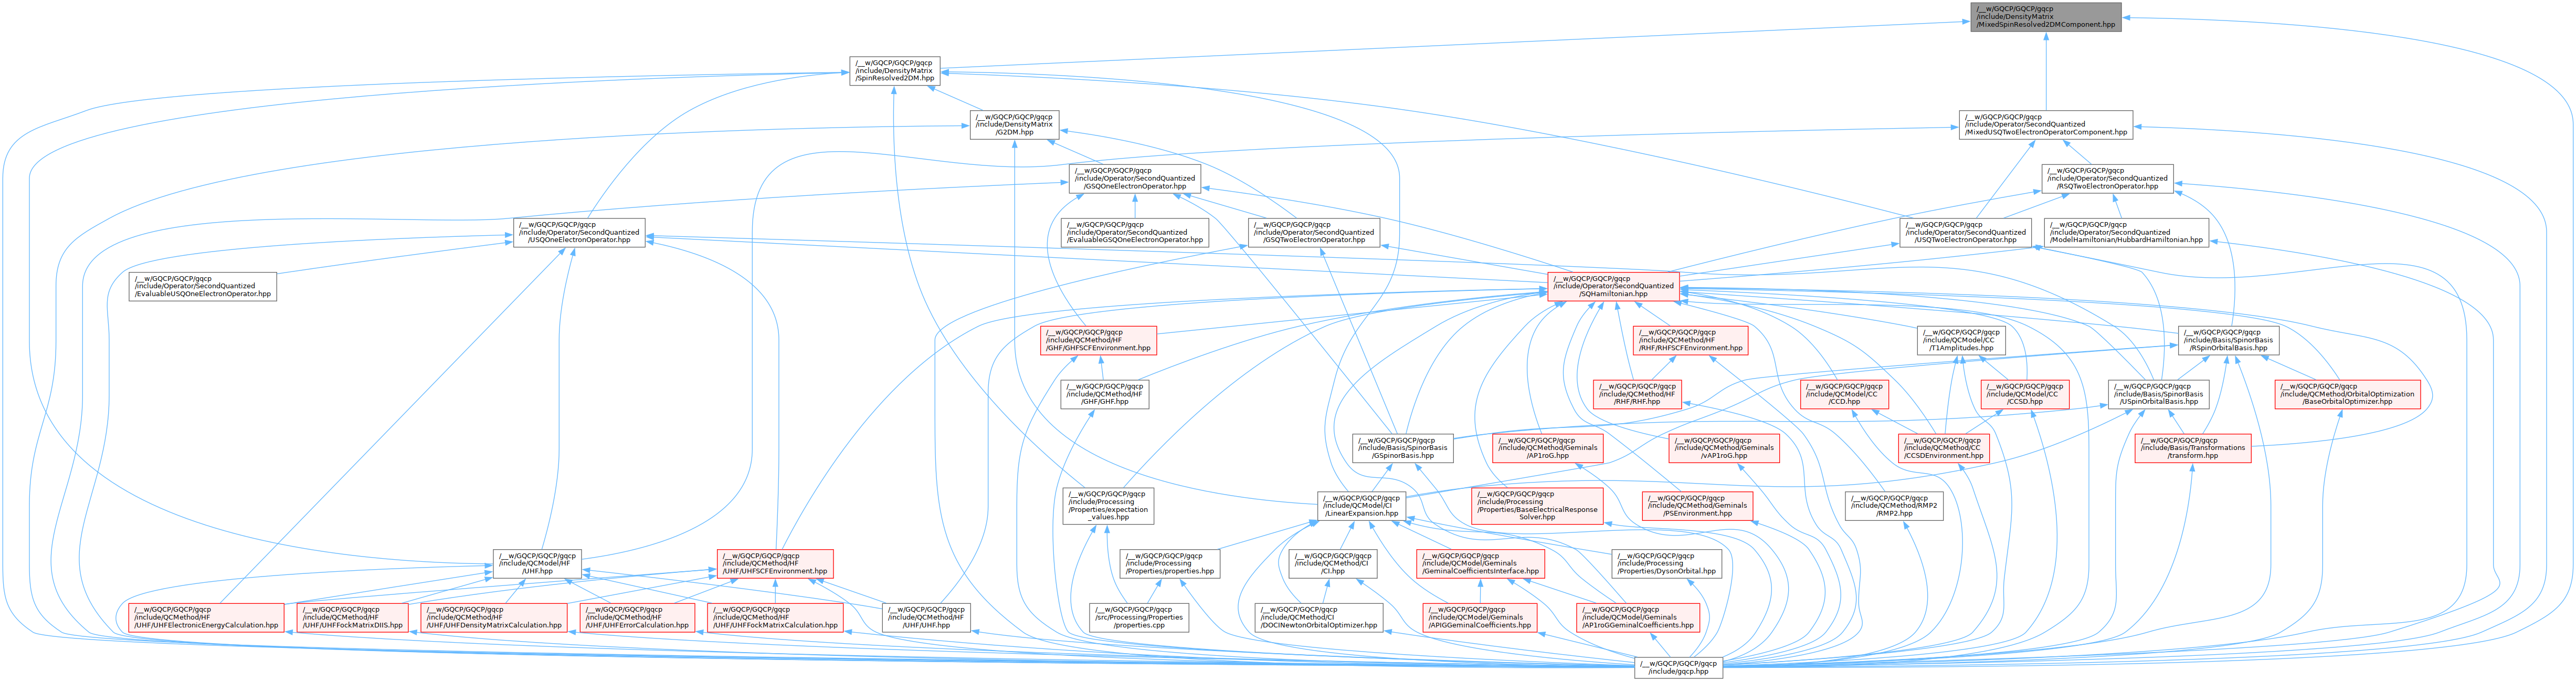 /__w/GQCP/GQCP/gqcp
/include/DensityMatrix
/MixedSpinResolved2DMComponent.hpp
/__w/GQCP/GQCP/gqcp
/include/DensityMatrix
/SpinResolved2DM.hpp
/__w/GQCP/GQCP/gqcp
/include/DensityMatrix
/G2DM.hpp
/__w/GQCP/GQCP/gqcp
/include/Operator/SecondQuantized
/MixedUSQTwoElectronOperatorComponent.hpp
/__w/GQCP/GQCP/gqcp
/include/Operator/SecondQuantized
/GSQOneElectronOperator.hpp
/__w/GQCP/GQCP/gqcp
/include/Operator/SecondQuantized
/RSQTwoElectronOperator.hpp
/__w/GQCP/GQCP/gqcp
/include/Operator/SecondQuantized
/USQOneElectronOperator.hpp
/__w/GQCP/GQCP/gqcp
/include/Operator/SecondQuantized
/EvaluableGSQOneElectronOperator.hpp
/__w/GQCP/GQCP/gqcp
/include/Operator/SecondQuantized
/GSQTwoElectronOperator.hpp
/__w/GQCP/GQCP/gqcp
/include/Operator/SecondQuantized
/USQTwoElectronOperator.hpp
/__w/GQCP/GQCP/gqcp
/include/Operator/SecondQuantized
/ModelHamiltonian/HubbardHamiltonian.hpp
/__w/GQCP/GQCP/gqcp
/include/Operator/SecondQuantized
/EvaluableUSQOneElectronOperator.hpp
/__w/GQCP/GQCP/gqcp
/include/Operator/SecondQuantized
/SQHamiltonian.hpp
/__w/GQCP/GQCP/gqcp
/include/QCMethod/HF
/GHF/GHFSCFEnvironment.hpp
/__w/GQCP/GQCP/gqcp
/include/QCMethod/HF
/RHF/RHFSCFEnvironment.hpp
/__w/GQCP/GQCP/gqcp
/include/QCModel/CC
/T1Amplitudes.hpp
/__w/GQCP/GQCP/gqcp
/include/Basis/SpinorBasis
/RSpinOrbitalBasis.hpp
/__w/GQCP/GQCP/gqcp
/include/QCMethod/HF
/GHF/GHF.hpp
/__w/GQCP/GQCP/gqcp
/include/QCMethod/HF
/RHF/RHF.hpp
/__w/GQCP/GQCP/gqcp
/include/QCModel/CC
/CCD.hpp
/__w/GQCP/GQCP/gqcp
/include/QCModel/CC
/CCSD.hpp
/__w/GQCP/GQCP/gqcp
/include/Basis/SpinorBasis
/USpinOrbitalBasis.hpp
/__w/GQCP/GQCP/gqcp
/include/QCMethod/OrbitalOptimization
/BaseOrbitalOptimizer.hpp
/__w/GQCP/GQCP/gqcp
/include/Basis/SpinorBasis
/GSpinorBasis.hpp
/__w/GQCP/GQCP/gqcp
/include/QCMethod/Geminals
/AP1roG.hpp
/__w/GQCP/GQCP/gqcp
/include/QCMethod/Geminals
/vAP1roG.hpp
/__w/GQCP/GQCP/gqcp
/include/QCMethod/CC
/CCSDEnvironment.hpp
/__w/GQCP/GQCP/gqcp
/include/Basis/Transformations
/transform.hpp
/__w/GQCP/GQCP/gqcp
/include/Processing
/Properties/expectation
_values.hpp
/__w/GQCP/GQCP/gqcp
/include/QCModel/CI
/LinearExpansion.hpp
/__w/GQCP/GQCP/gqcp
/include/Processing
/Properties/BaseElectricalResponse
Solver.hpp
/__w/GQCP/GQCP/gqcp
/include/QCMethod/Geminals
/PSEnvironment.hpp
/__w/GQCP/GQCP/gqcp
/include/QCMethod/RMP2
/RMP2.hpp
/__w/GQCP/GQCP/gqcp
/include/QCModel/HF
/UHF.hpp
/__w/GQCP/GQCP/gqcp
/include/QCMethod/HF
/UHF/UHFSCFEnvironment.hpp
/__w/GQCP/GQCP/gqcp
/include/Processing
/Properties/properties.hpp
/__w/GQCP/GQCP/gqcp
/include/QCMethod/CI
/CI.hpp
/__w/GQCP/GQCP/gqcp
/include/QCModel/Geminals
/GeminalCoefficientsInterface.hpp
/__w/GQCP/GQCP/gqcp
/include/Processing
/Properties/DysonOrbital.hpp
/__w/GQCP/GQCP/gqcp
/include/QCMethod/HF
/UHF/UHFElectronicEnergyCalculation.hpp
/__w/GQCP/GQCP/gqcp
/include/QCMethod/HF
/UHF/UHFFockMatrixDIIS.hpp
/__w/GQCP/GQCP/gqcp
/include/QCMethod/HF
/UHF/UHFDensityMatrixCalculation.hpp
/__w/GQCP/GQCP/gqcp
/include/QCMethod/HF
/UHF/UHFErrorCalculation.hpp
/__w/GQCP/GQCP/gqcp
/include/QCMethod/HF
/UHF/UHFFockMatrixCalculation.hpp
/__w/GQCP/GQCP/gqcp
/include/QCMethod/HF
/UHF/UHF.hpp
/__w/GQCP/GQCP/gqcp
/src/Processing/Properties
/properties.cpp
/__w/GQCP/GQCP/gqcp
/include/QCMethod/CI
/DOCINewtonOrbitalOptimizer.hpp
/__w/GQCP/GQCP/gqcp
/include/QCModel/Geminals
/APIGGeminalCoefficients.hpp
/__w/GQCP/GQCP/gqcp
/include/QCModel/Geminals
/AP1roGGeminalCoefficients.hpp
/__w/GQCP/GQCP/gqcp
/include/gqcp.hpp